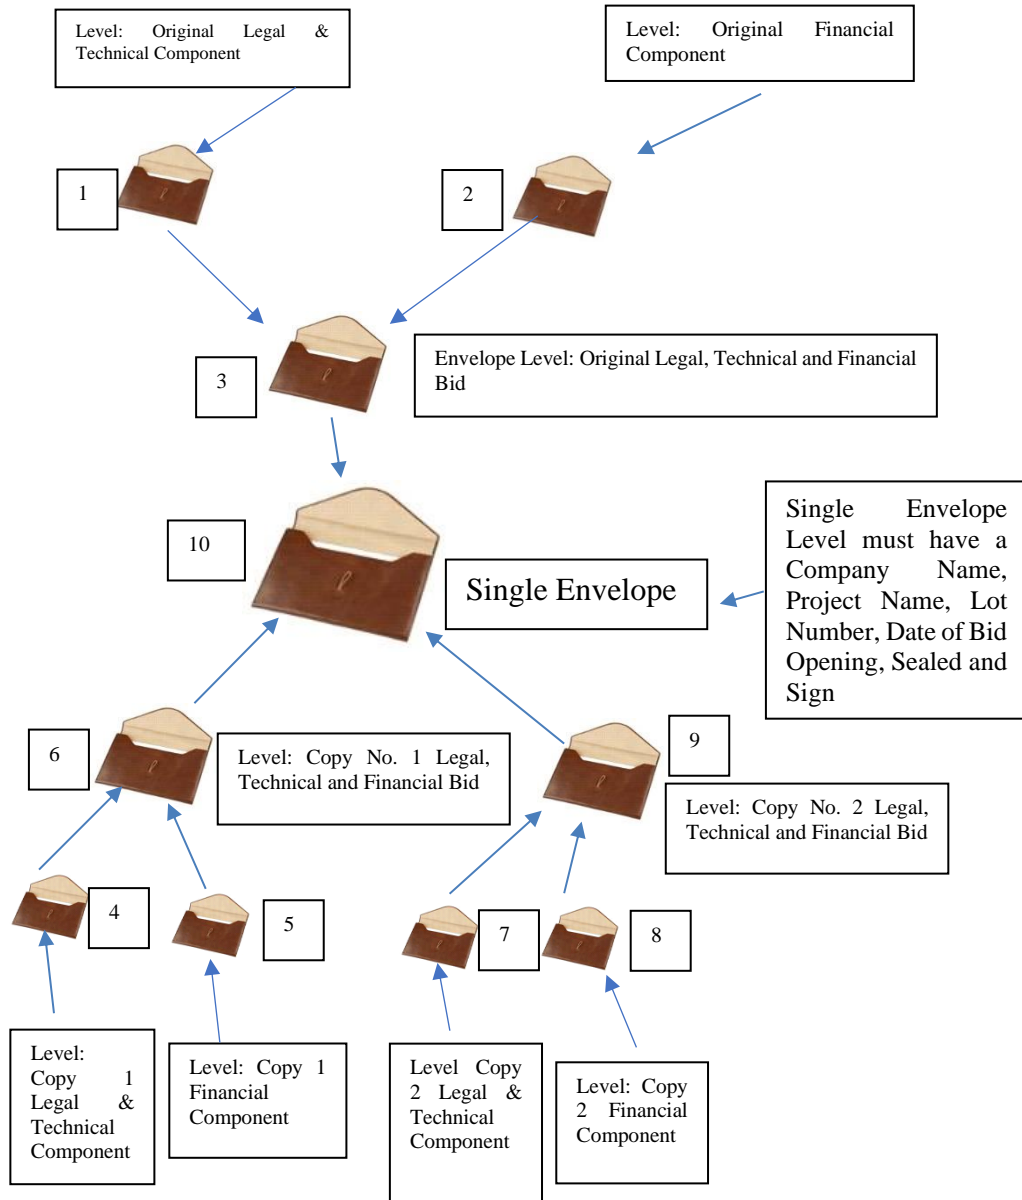 Level: Original Legal &
Technical Component
Level: Original Financial
Component
1
2
3
Envelope Level: Original Legal, Technical and Financial
Bid
10
Single Envelope
Single Envelope
Level must have a
Company Name,
Project Name, Lot
Number, Date of Bid
Opening, Sealed and
Sign
6
Level: Copy No. 1 Legal,
Technical and Financial Bid
9
Level: Copy No. 2 Legal,
Technical and Financial Bid
4
5
7
8
Level:
Copy 1
Legal &
Technical
Component
Level: Copy 1
Financial
Component
Level Copy
2 Legal &
Technical
Component
Level: Copy
2 Financial
Component